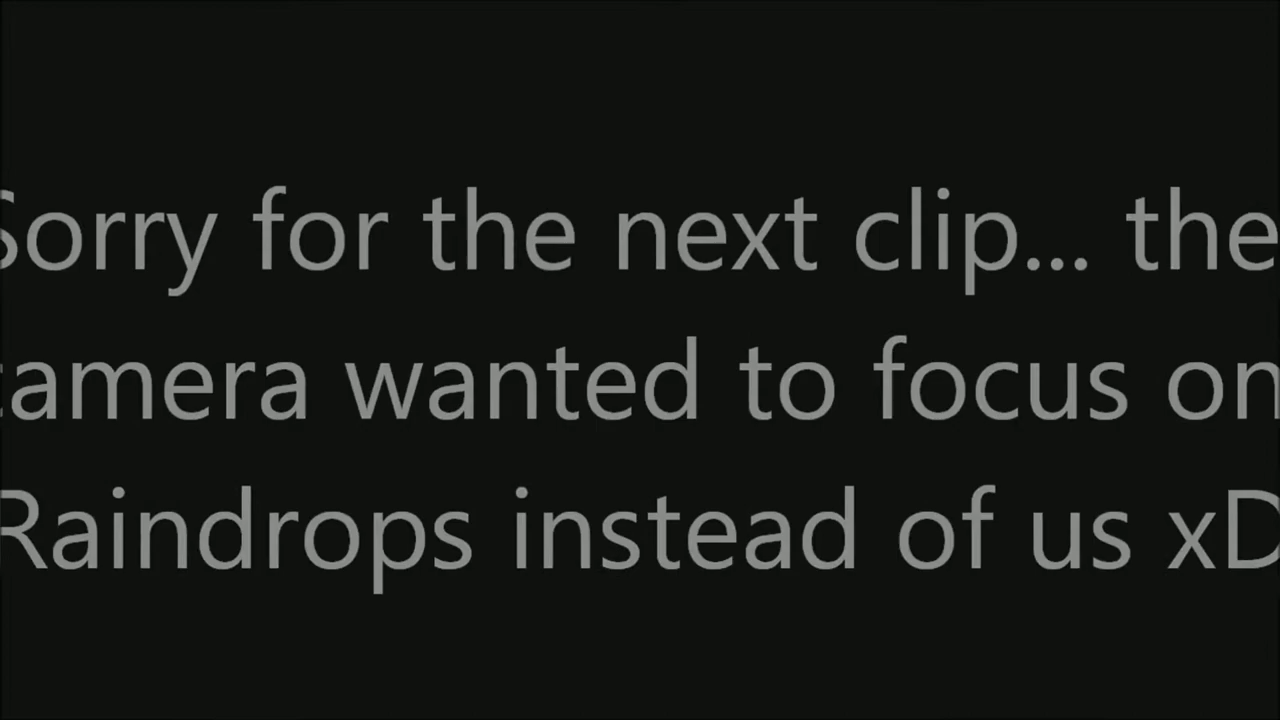 Sorry for the next clip... the
camera wanted to focus on
Raindrops instead of us xD